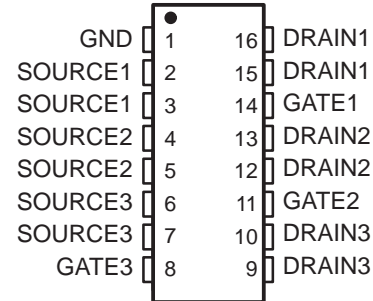 GND 1 16 DRAIN1
SOURCE1 2 15 DRAIN1
SOURCE1 3 14 GATE1
SOURCE2 4 13 DRAIN2
SOURCE2 5 12 DRAIN2
SOURCE3 6 11 GATE2
SOURCE3 7 10 DRAIN3
GATE3 8 9 DRAIN3